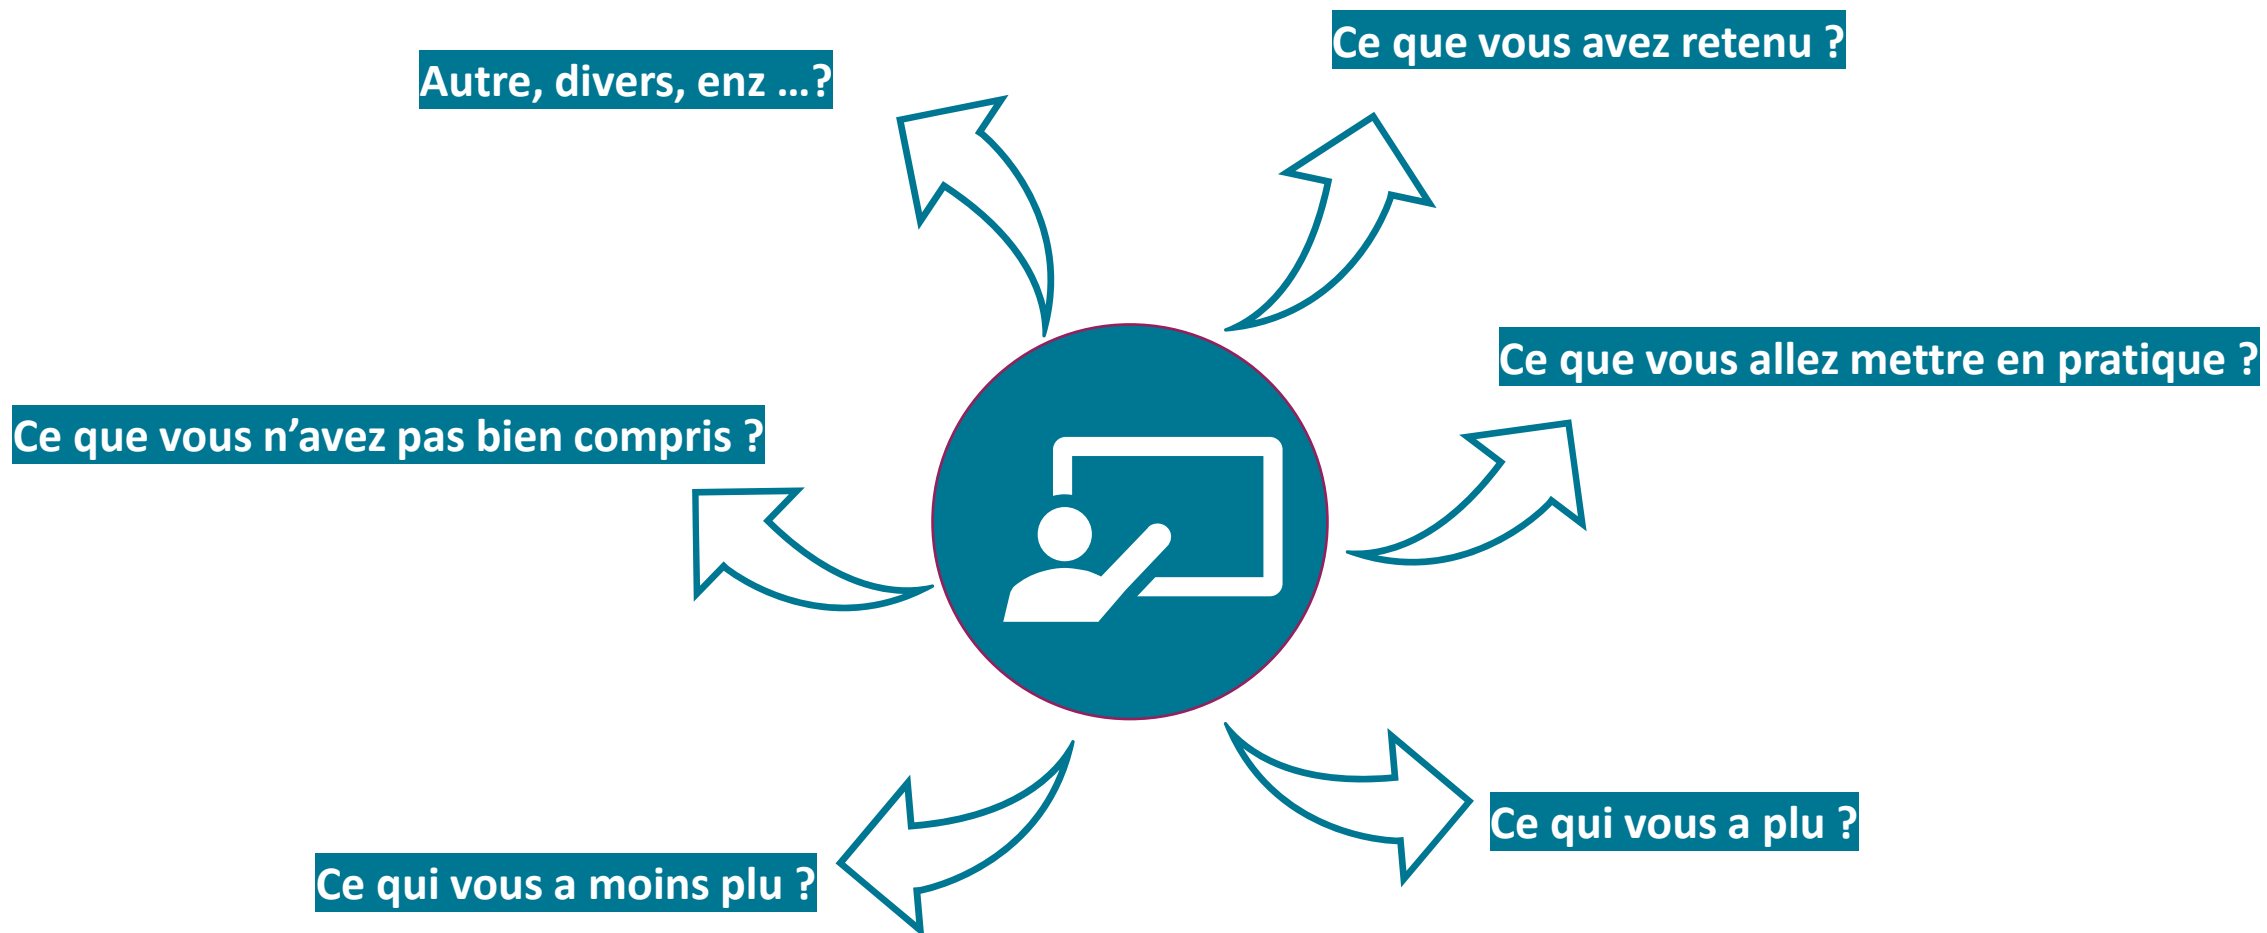 Ce que vous avez retenu ?
Autre, divers, enz …?
Ce que vous allez mettre en pratique ?
Ce que vous n’avez pas bien compris ?
Ce qui vous a plu ?
Ce qui vous a moins plu ?